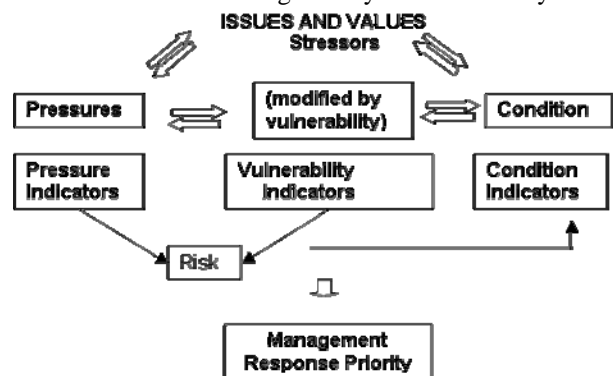 ISSUES AND VALUES
Stressors
Pressures
(modified by
vulnerability)
Condition
Pressure
Indicators
Vulnerability
Indicators
Condition
Indicators
Risk
Management
Response Priority